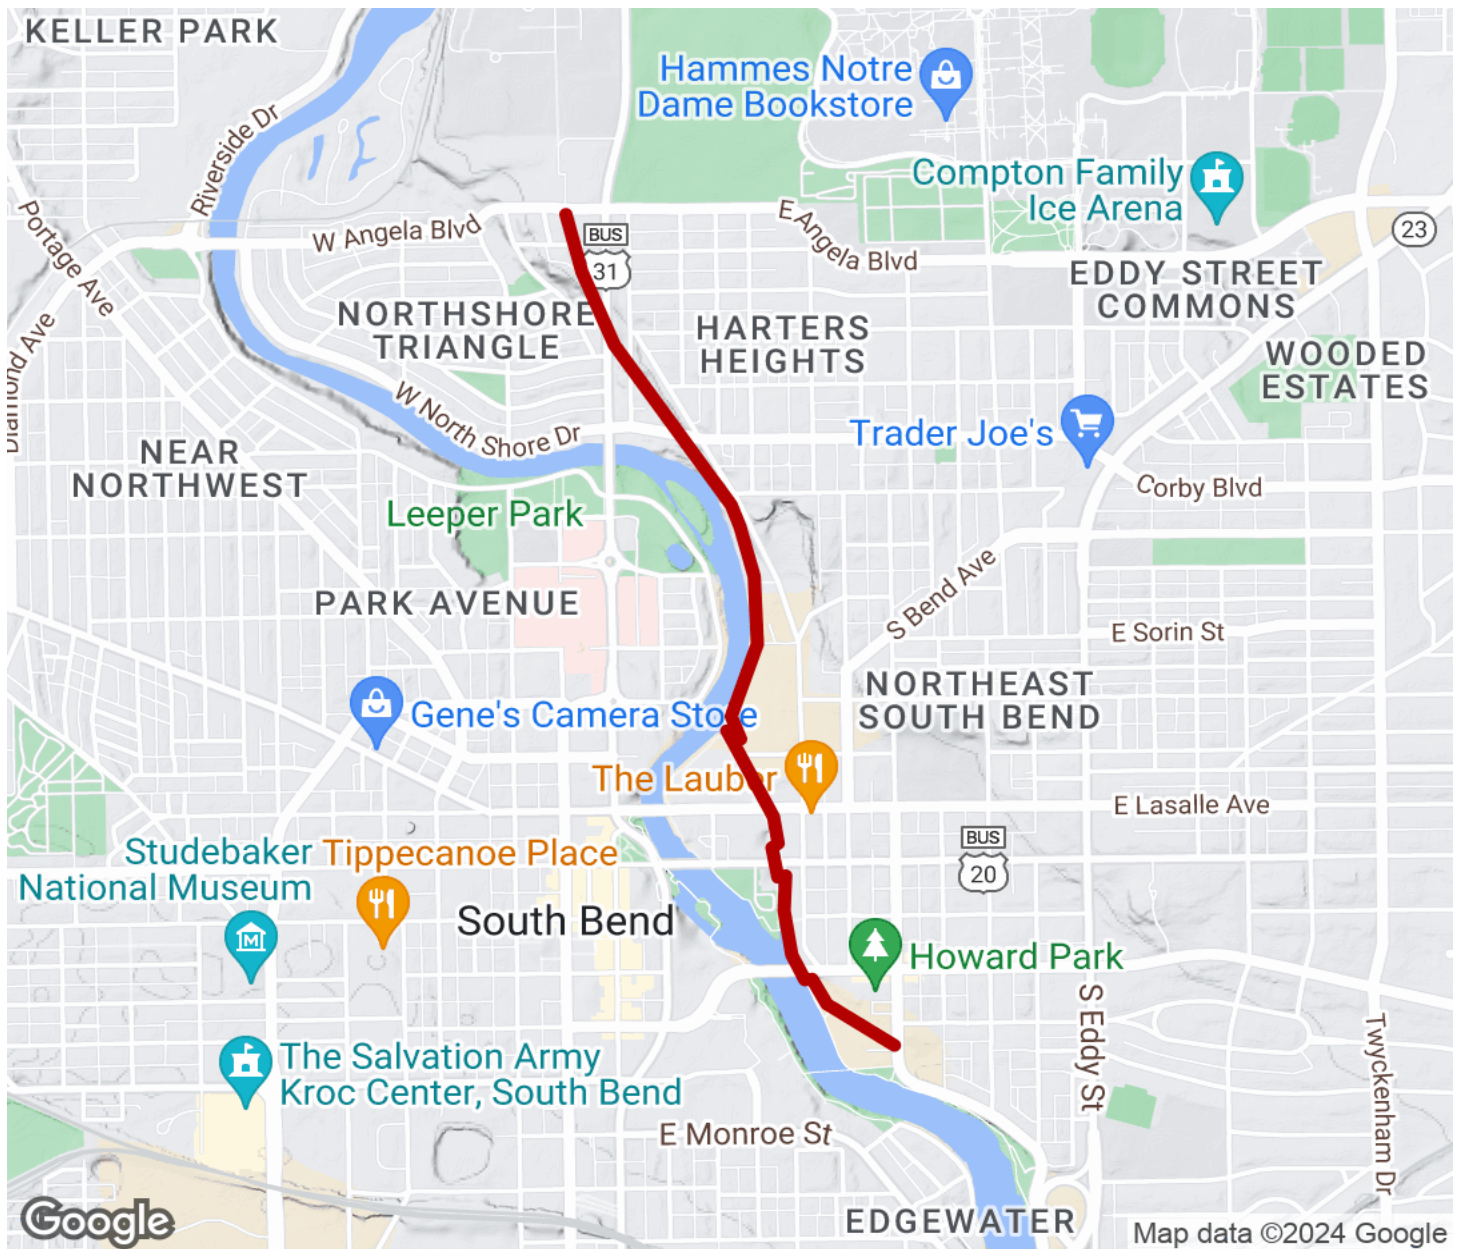 KELLER PARK
Hammes Notre
Dame Bookstore
Riverside Dr
Compton Family
Ice Arena
Portage Ave
W Angela Blvd
BUS
31
E Angela Blvd
23
EDDY STREET
COMMONS
NORTHSHORE
TRIANGLE
HARTERS
HEIGHTS
Diamond Ave
WOODED
ESTATES
W North Shore Dr
Trader Joe's
NEAR
NORTHWEST
Corby Blvd
Leeper Park
S Bend Ave
PARK AVENUE
E Sorin St
NORTHEAST
SOUTH BEND
Gene's Camera Store
The Lauber
E Lasalle Ave
BUS
20
Studebaker
National Museum
Tippecanoe Place
M
South Bend
Howard Park
S Eddy St
Twyckenham Dr
The Salvation Army
Kroc Center, South Bend
E Monroe St
EDGEWATER
Google
Map data ©2024 Google